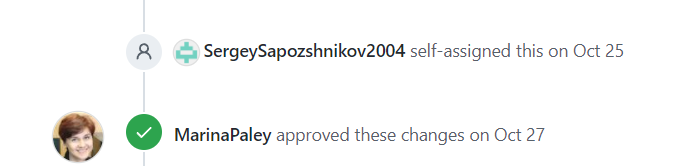 SergeySapozshnikov2004 self-assigned this on Oct 25
MarinaPaley approved these changes on Oct 27